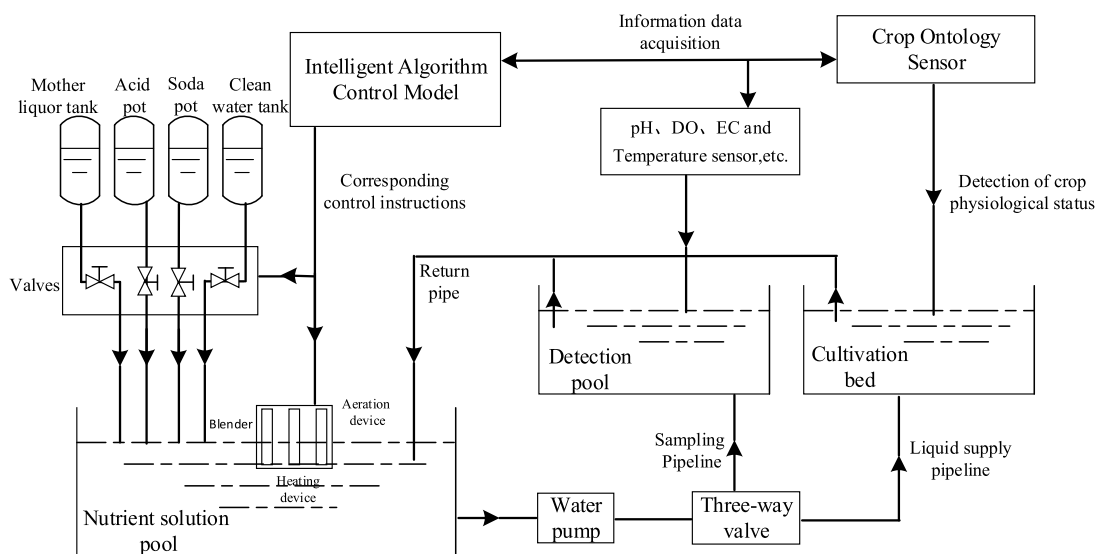 Information data
acquisition
Crop Ontology
Sensor
Intelligent Algorithm
Control Model
Mother
liquor tank
Acid
pot
Soda
pot
Clean
water tank
pH、DO、EC and
Temperature sensor,etc.
Corresponding
control instructions
Detection of crop
physiological status
Valves
Return
pipe
Detection
pool
Cultivation
bed
Blender
Aeration
device
Heating
device
Sampling
Pipeline
Liquid supply
pipeline
Nutrient solution
pool
Water
pump
Three-way
valve